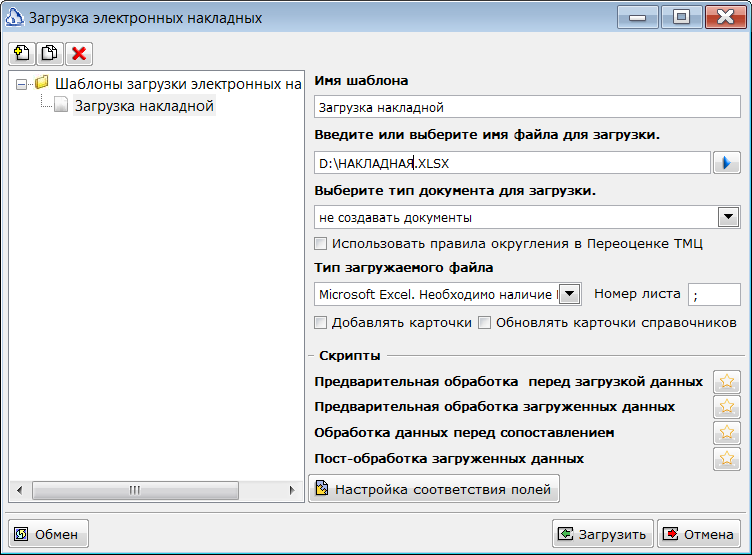 Загрузка электронных накладных
Шаблоны загрузки электронных на
Загрузка накладной
Имя шаблона
Загрузка накладной
Введите или выберите имя файла для загрузки.
D:\НАКЛАДНАЯ.XLSX
Выберите тип документа для загрузки.
не создавать документы
Использовать правила округления в Переоценке ТМЦ
Тип загружаемого файла
Microsoft Excel. Необходимо наличие Номер листа ;
Добавлять карточки Обновлять карточки справочников
Скрипты
Предварительная обработка перед загрузкой данных
Предварительная обработка загруженных данных
Обработка данных перед сопоставлением
Пост-обработка загруженных данных
Настройка соответствия полей
Обмен Загрузить Отмена